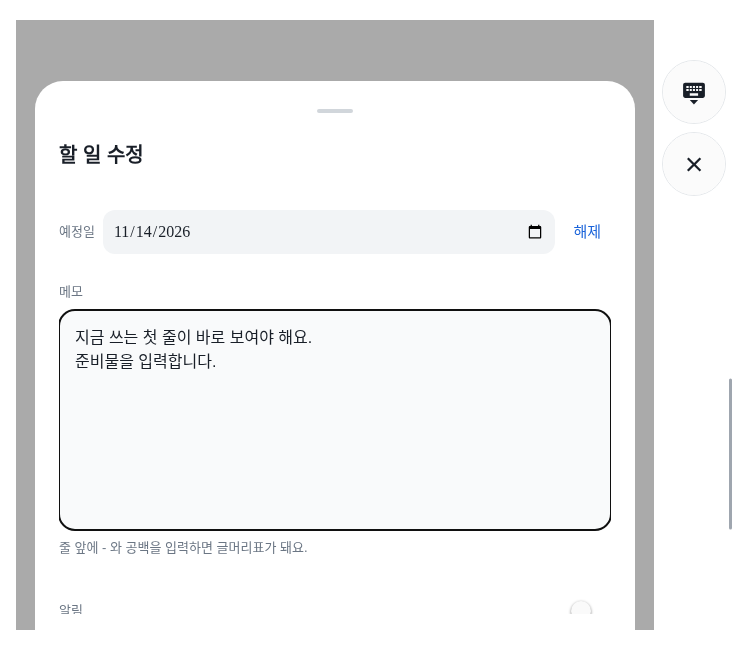 할 일 수정
예정일 11/14/2026 해제
메모
지금 쓰는 첫 줄이 바로 보여야 해요.
준비물을 입력합니다.
줄 앞에 - 와 공백을 입력하면 글머리표가 돼요.
알림